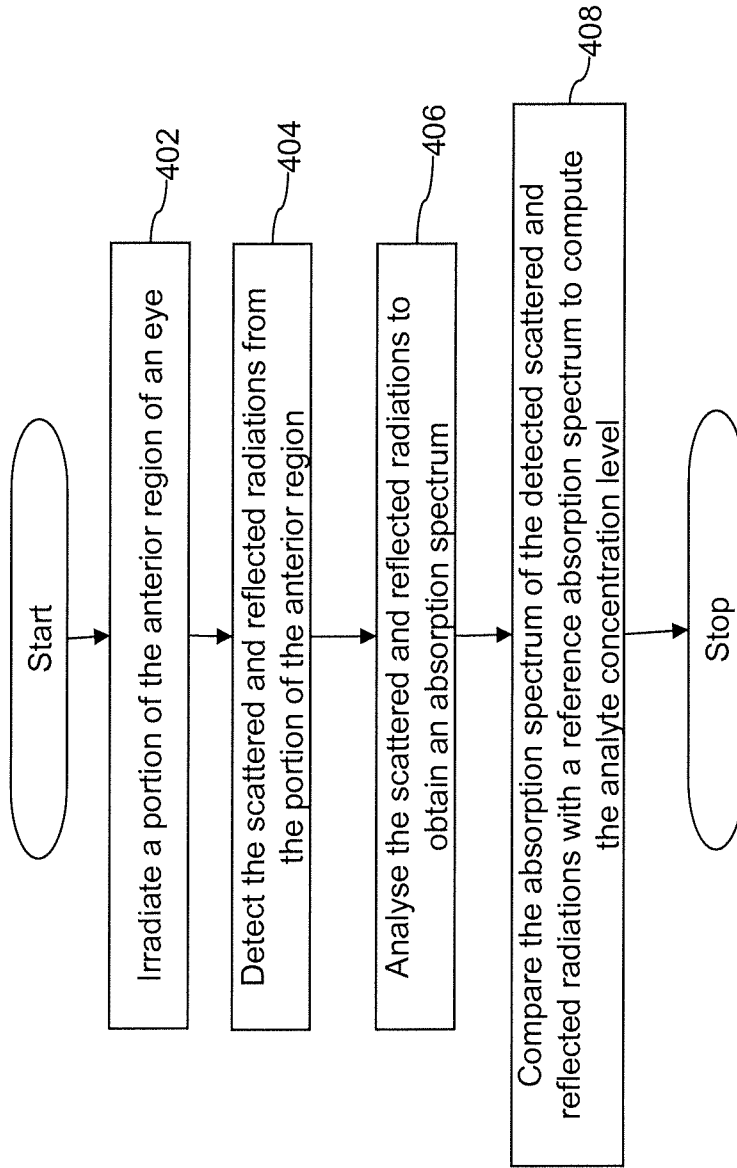 Start
Irradiate a portion of the anterior region of an eye
402
Detect the scattered and reflected radiations from
the portion of the anterior region
404
Analyse the scattered and reflected radiations to
obtain an absorption spectrum
406
Compare the absorption spectrum of the detected scattered and
reflected radiations with a reference absorption spectrum to compute
the analyte concentration level
408
Stop